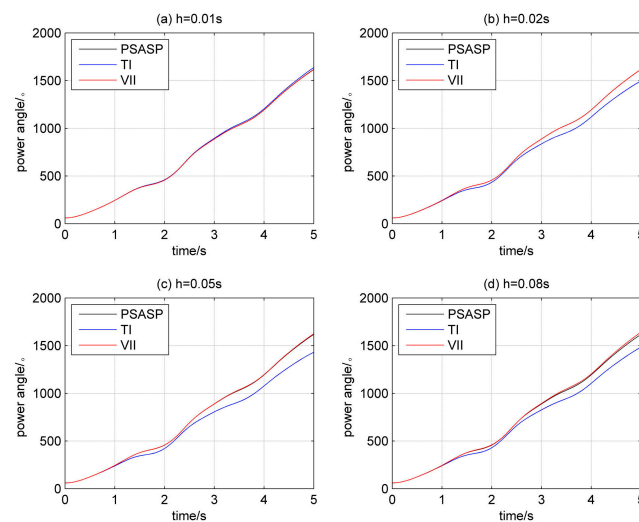 (a) h=0.01s
2000
1500
1000
500
0
power angle/。
PSASP
TI
VII
0 1 2 3 4 5
time/s
(b) h=0.02s
2000
1500
1000
500
0
power angle/。
PSASP
TI
VII
0 1 2 3 4 5
time/s
(c) h=0.05s
2000
1500
1000
500
0
power angle/。
PSASP
TI
VII
0 1 2 3 4 5
time/s
(d) h=0.08s
2000
1500
1000
500
0
power angle/。
PSASP
TI
VII
0 1 2 3 4 5
time/s